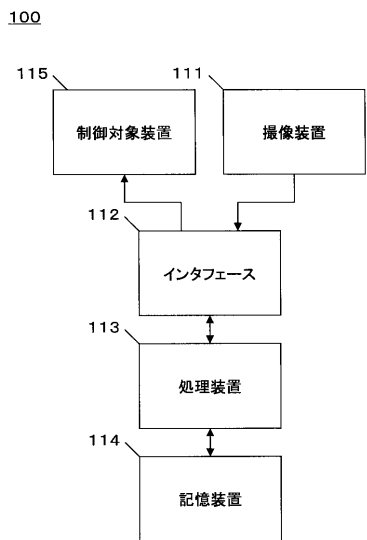 100
115
111
制御対象装置
撮像装置
112
インタフェース
113
処理装置
114
記憶装置